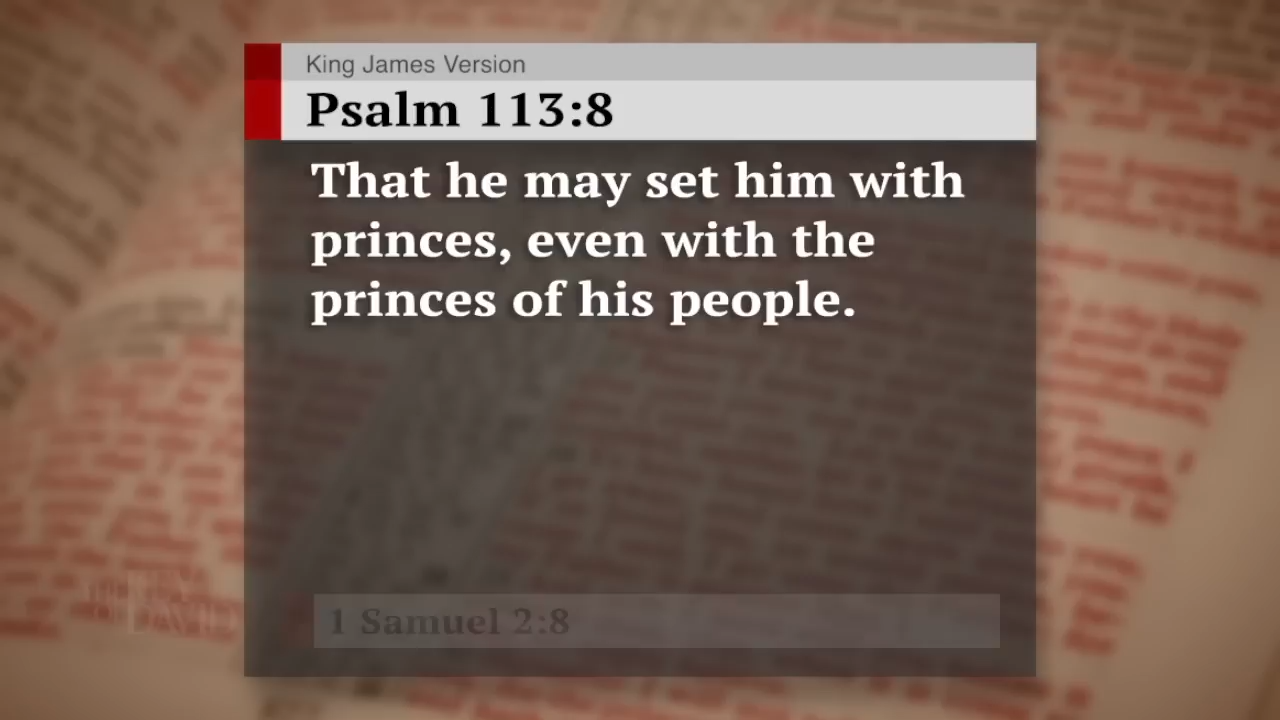 King James Version
Psalm 113:8
That he may set him with
princes, even with the
princes of his people.
1 Samuel 2:8